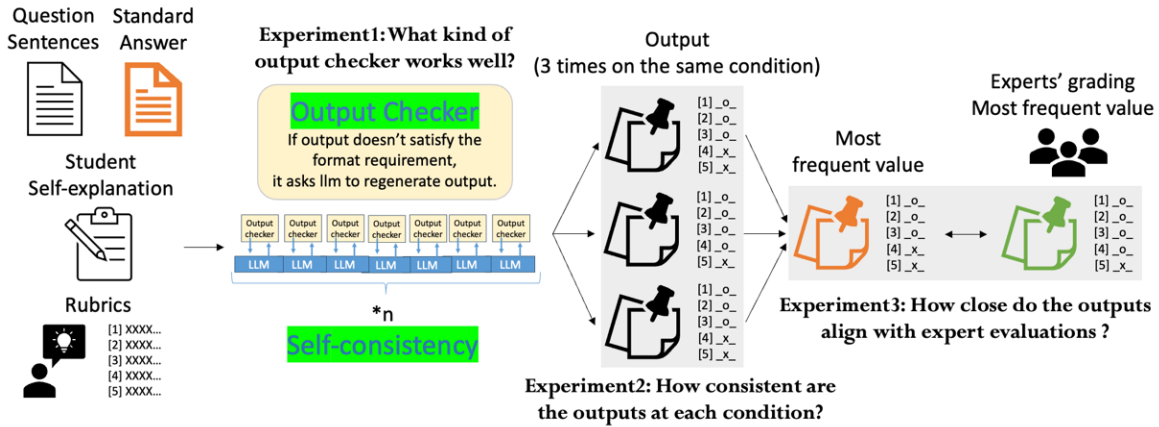 Question
Sentences
Standard
Answer
Student
Self-explanation
Rubrics
[1] XXXX...
[2] XXXX...
[3] XXXX...
[4] XXXX...
[5] XXXX...
Experiment1: What kind of
output checker works well?
Output Checker
If output doesn't satisfy the
format requirement,
it asks llm to regenerate output.
Output
checker
Output
checker
Output
checker
Output
checker
Output
checker
Output
checker
Output
checker
LLM
LLM
LLM
LLM
LLM
LLM
LLM
*n
Self-consistency
Output
(3 times on the same condition)
[1] _o_
[2] _o_
[3] _o_
[4] _x_
[5] _x_
[1] _o_
[2] _o_
[3] _o_
[4] _o_
[5] _x_
[1] _o_
[2] _o_
[3] _o_
[4] _x_
[5] _x_
Experiment2: How consistent are
the outputs at each condition?
Most
frequent value
[1] _o_
[2] _o_
[3] _o_
[4] _x_
[5] _x_
Experts' grading
Most frequent value
[1] _o_
[2] _o_
[3] _o_
[4] _o_
[5] _x_
Experiment3: How close do the outputs
align with expert evaluations ?